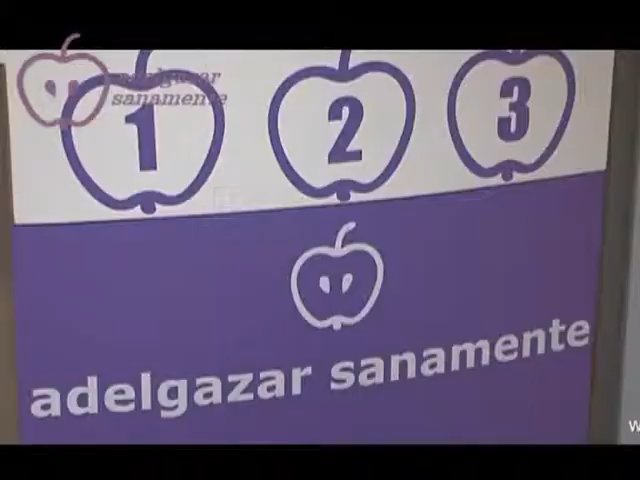 adelgazar
sanamente
1 2 3
adelgazar sanamente
w